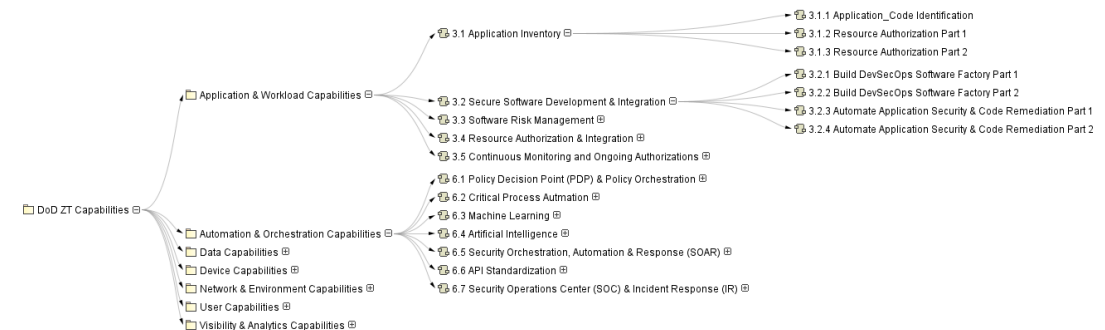 3.1.1 Application_Code Identification
3.1 Application Inventory
3.1.2 Resource Authorization Part 1
3.1.3 Resource Authorization Part 2
3.2.1 Build DevSecOps Software Factory Part 1
3.2.2 Build DevSecOps Software Factory Part 2
Application & Workload Capabilities
3.2 Secure Software Development & Integration
3.2.3 Automate Application Security & Code Remediation Part 1
3.3 Software Risk Management
3.2.4 Automate Application Security & Code Remediation Part 2
3.4 Resource Authorization & Integration
3.5 Continuous Monitoring and Ongoing Authorizations
6.1 Policy Decision Point (PDP) & Policy Orchestration
6.2 Critical Process Autmation
DoD ZT Capabilities
6.3 Machine Learning
Automation & Orchestration Capabilities
6.4 Artificial Intelligence
Data Capabilities
6.5 Security Orchestration, Automation & Response (SOAR)
Device Capabilities
6.6 API Standardization
Network & Environment Capabilities
6.7 Security Operations Center (SOC) & Incident Response (IR)
User Capabilities
Visibility & Analytics Capabilities